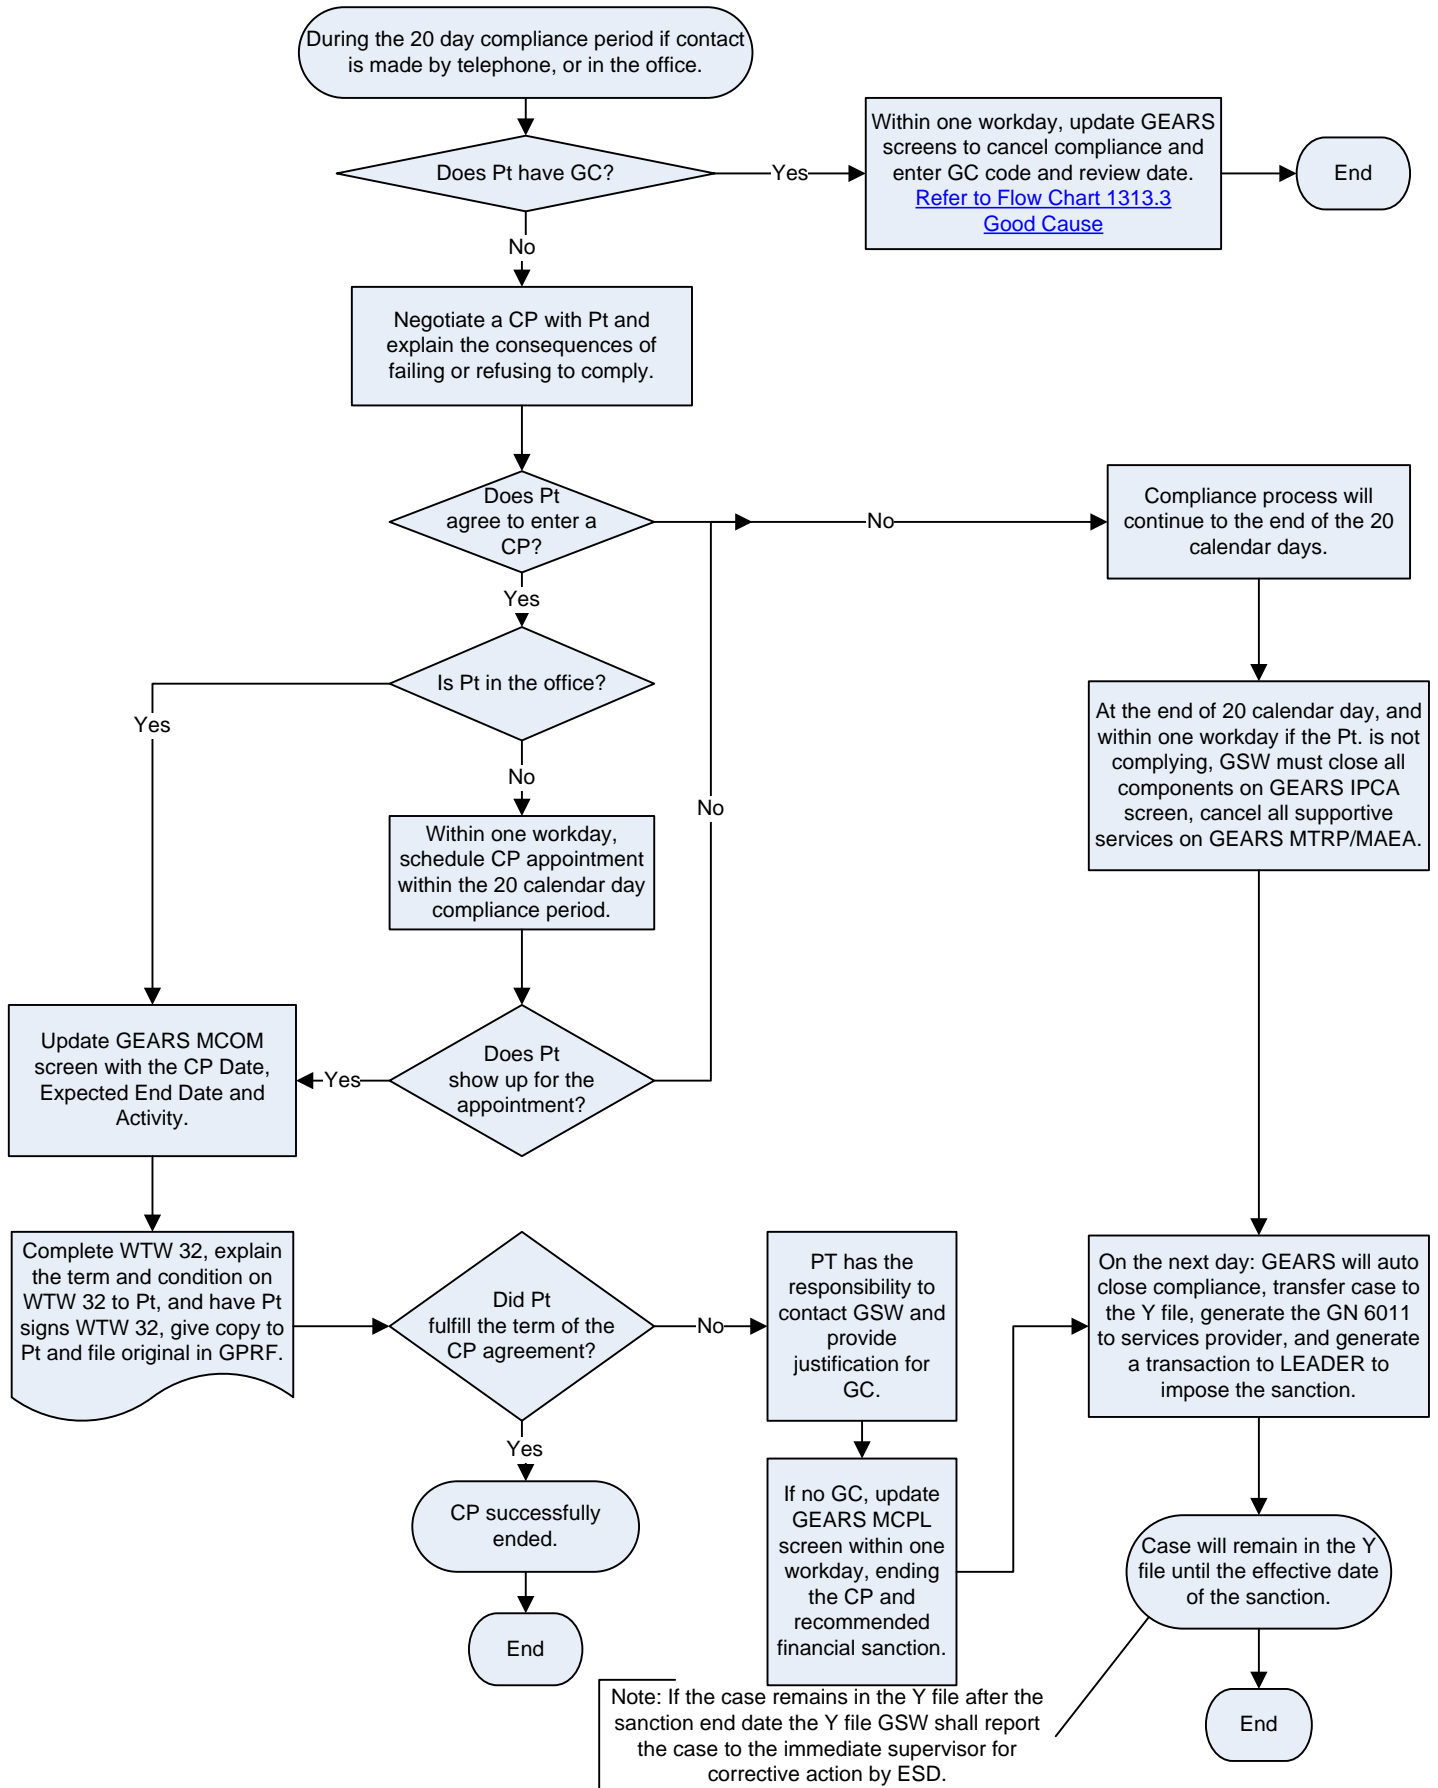 During the 20 day compliance period if contact
is made by telephone, or in the office.
Does Pt have GC?
Yes
Within one workday, update GEARS
screens to cancel compliance and
enter GC code and review date.
Refer to Flow Chart 1313.3
Good Cause
End
No
Negotiate a CP with Pt and
explain the consequences of
failing or refusing to comply.
Does Pt
agree to enter a
CP?
No
Compliance process will
continue to the end of the 20
calendar days.
Yes
Is Pt in the office?
Yes
No
At the end of 20 calendar day, and
within one workday if the Pt. is not
complying, GSW must close all
components on GEARS IPCA
screen, cancel all supportive
services on GEARS MTRP/MAEA.
Within one workday,
schedule CP appointment
within the 20 calendar day
compliance period.
No
Does Pt
show up for the
appointment?
Yes
Update GEARS MCOM
screen with the CP Date,
Expected End Date and
Activity.
Complete WTW 32, explain
the term and condition on
WTW 32 to Pt, and have Pt
signs WTW 32, give copy to
Pt and file original in GPRF.
Did Pt
fulfill the term of the
CP agreement?
No
PT has the
responsibility to
contact GSW and
provide
justification for
GC.
On the next day: GEARS will auto
close compliance, transfer case to
the Y file, generate the GN 6011
to services provider, and generate
a transaction to LEADER to
impose the sanction.
Yes
CP successfully
ended.
End
If no GC, update
GEARS MCPL
screen within one
workday, ending
the CP and
recommended
financial sanction.
Case will remain in the Y
file until the effective date
of the sanction.
End
Note: If the case remains in the Y file after the
sanction end date the Y file GSW shall report
the case to the immediate supervisor for
corrective action by ESD.